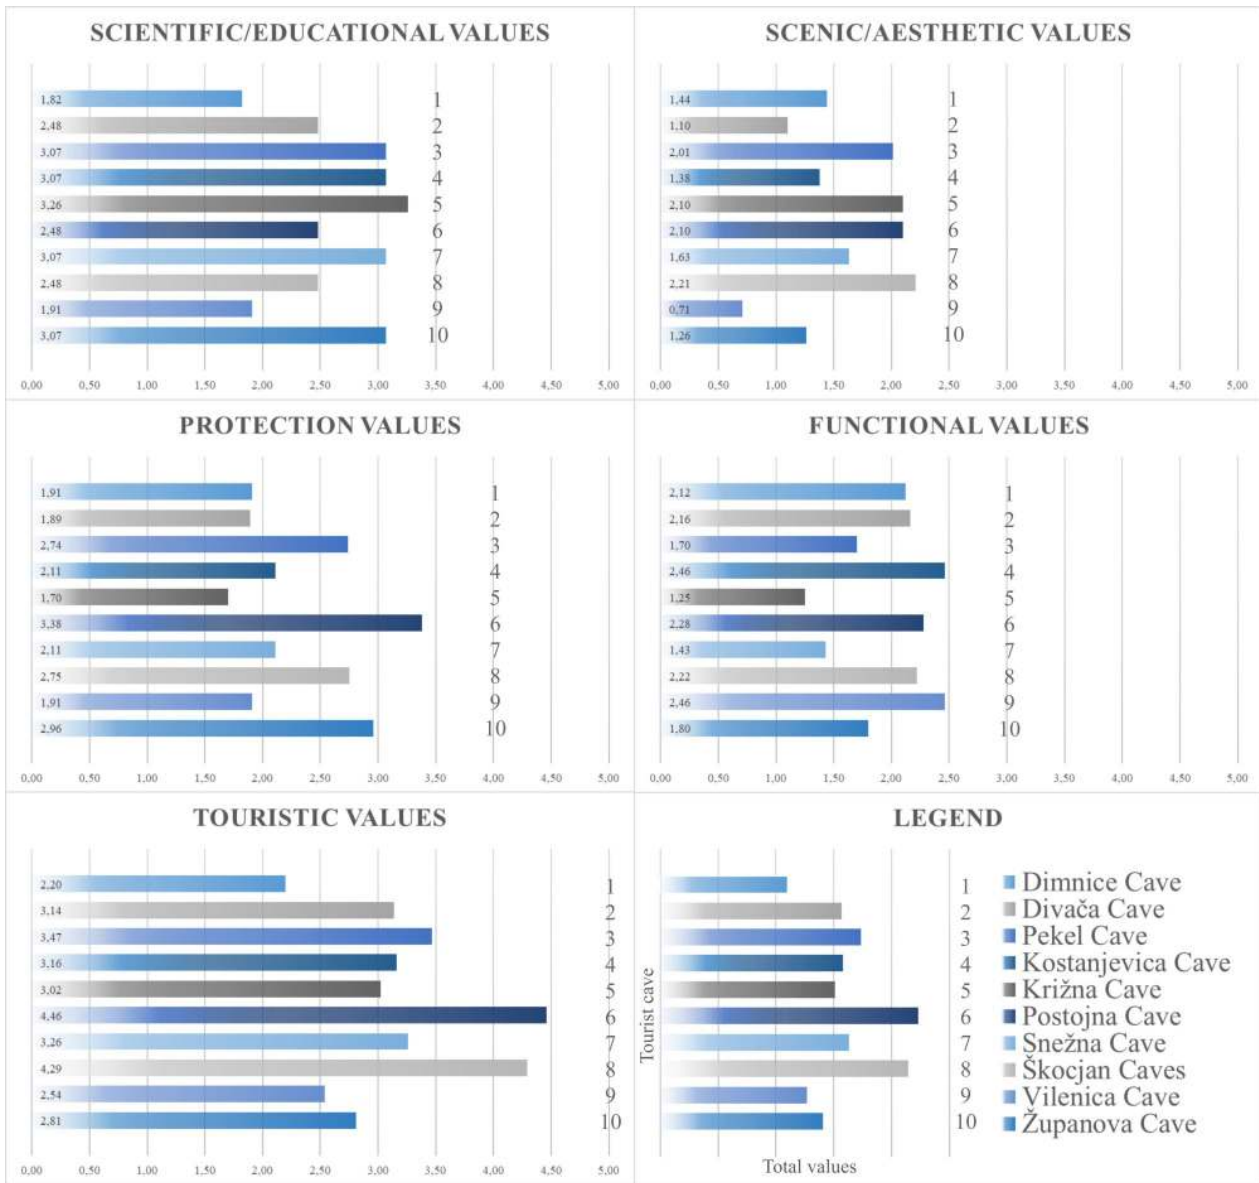 SCIENTIFIC/EDUCATIONAL VALUES
1,82 1
2,48 2
3,07 3
3,07 4
3,26 5
2,48 6
3,07 7
2,48 8
1,91 9
3,07 10
0,00 0,50 1,00 1,50 2,00 2,50 3,00 3,50 4,00 4,50 5,00
SCENIC/AESTHETIC VALUES
1,44 1
1,10 2
2,01 3
1,38 4
2,10 5
2,10 6
1,63 7
2,21 8
0,71 9
1,26 10
0,00 0,50 1,00 1,50 2,00 2,50 3,00 3,50 4,00 4,50 5,00
PROTECTION VALUES
1,91 1
1,89 2
2,74 3
2,11 4
1,70 5
3,38 6
2,11 7
2,75 8
1,91 9
2,96 10
0,00 0,50 1,00 1,50 2,00 2,50 3,00 3,50 4,00 4,50 5,00
FUNCTIONAL VALUES
2,12 1
2,16 2
1,70 3
2,46 4
1,25 5
2,28 6
1,43 7
2,22 8
2,46 9
1,80 10
0,00 0,50 1,00 1,50 2,00 2,50 3,00 3,50 4,00 4,50 5,00
TOURISTIC VALUES
2,20 1
3,14 2
3,47 3
3,16 4
3,02 5
4,46 6
3,26 7
4,29 8
2,54 9
2,81 10
0,00 0,50 1,00 1,50 2,00 2,50 3,00 3,50 4,00 4,50 5,00
LEGEND
Tourist cave
1 Dimnice Cave
2 Divača Cave
3 Pekel Cave
4 Kostanjevica Cave
5 Križna Cave
6 Postojna Cave
7 Snežna Cave
8 Škocjan Caves
9 Vilenica Cave
10 Županova Cave
Total values